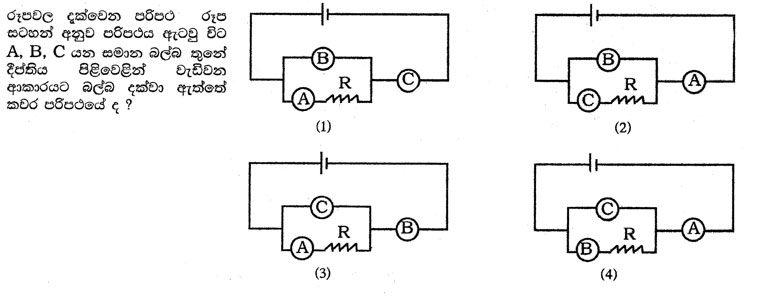 රූපවල දක්වෙන පරිපථ රූප
සටහන් අනුව පරිපථය ඇටවු විට
A, B, C යන සමාන බල්බ තුනේ
දීප්තිය පිළිවෙළින් වැඩිවන
ආකාරයට බල්බ දක්වා ඇත්තේ
කවර පරිපථයේ ද ?
B
R
A
C
(1)
B
R
C
A
(2)
C
R
A
B
(3)
C
R
B
A
(4)